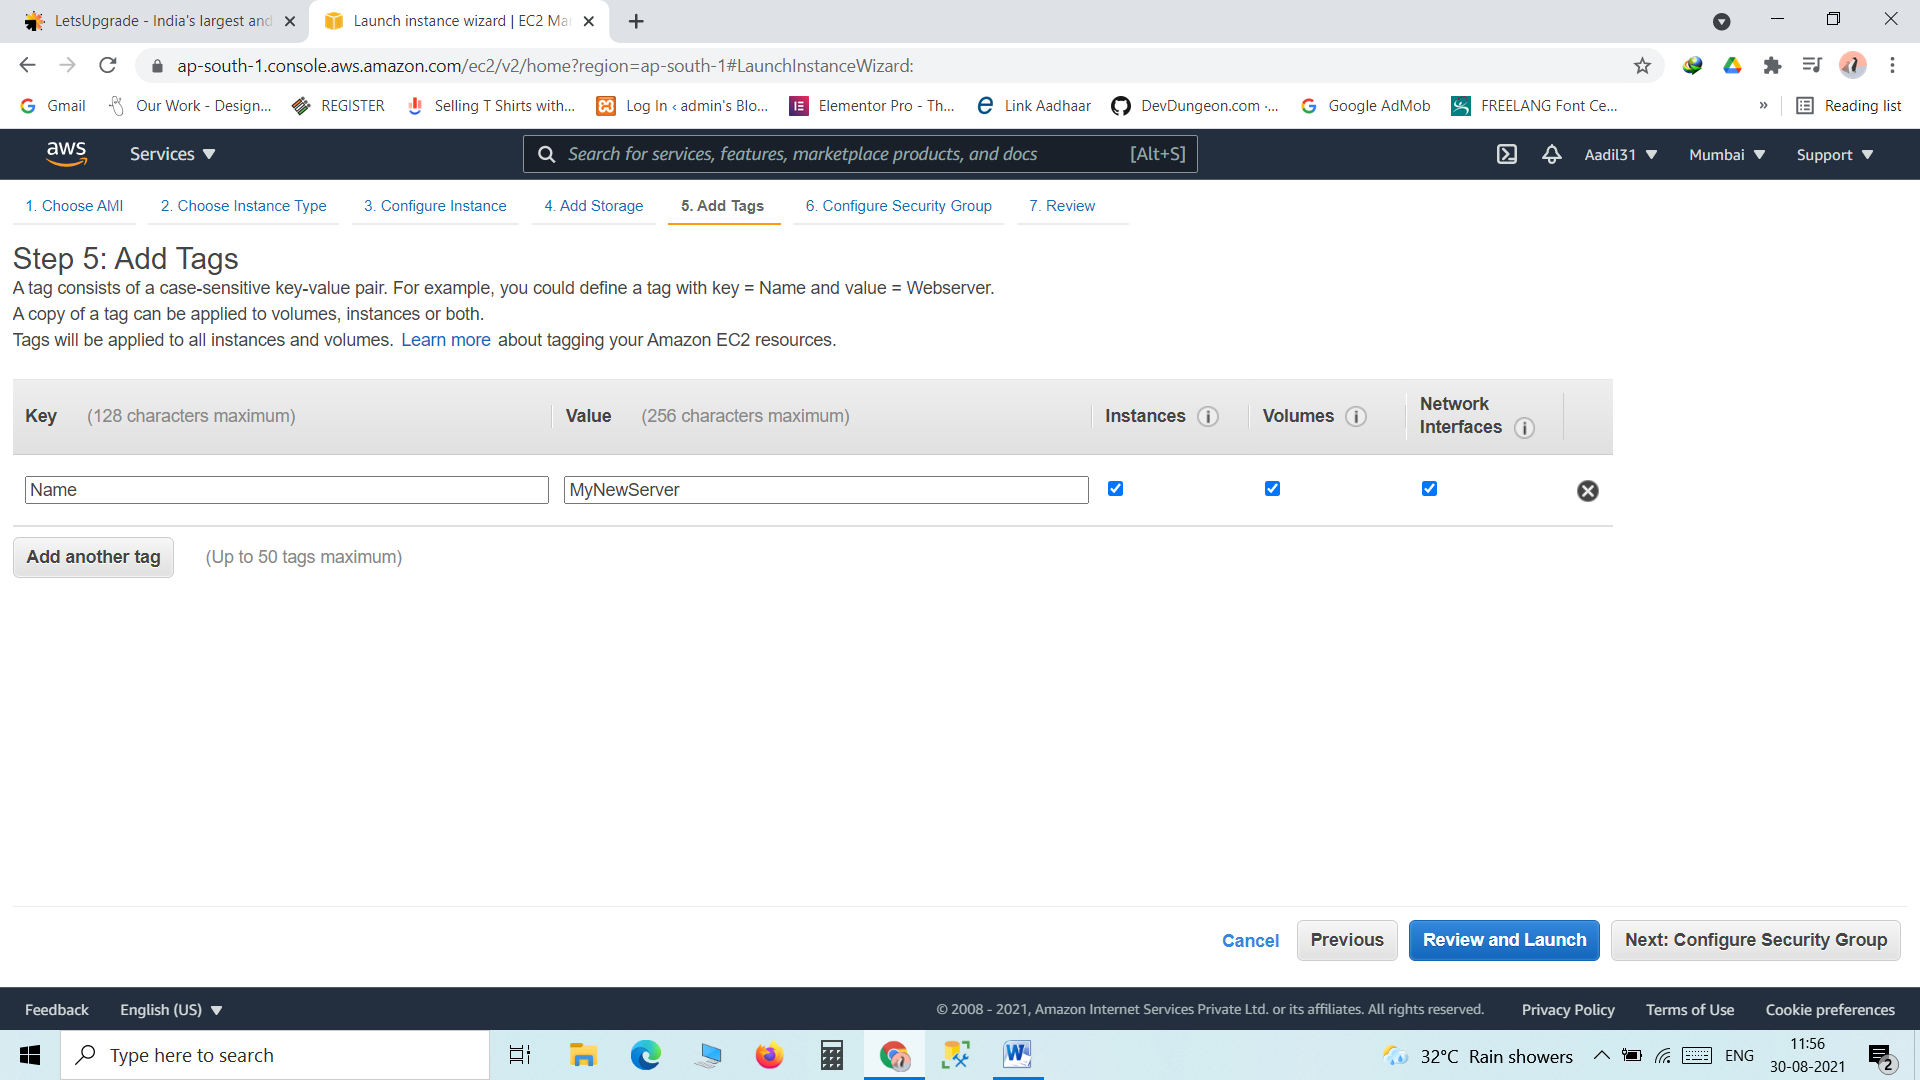 LetsUpgrade - India's largest and
Launch instance wizard | EC2 Ma
ap-south-1.console.aws.amazon.com/ec2/v2/home?region=ap-south-1#LaunchInstanceWizard:
Gmail Our Work - Design... REGISTER Selling T Shirts with... Log In ‹ admin's Blo... Elementor Pro - Th... Link Aadhaar DevDungeon.com -... Google AdMob FREELANG Font Ce... » Reading list
aws Services Search for services, features, marketplace products, and docs [Alt+S] Aadil31 Mumbai Support
1. Choose AMI 2. Choose Instance Type 3. Configure Instance 4. Add Storage 5. Add Tags 6. Configure Security Group 7. Review
Step 5: Add Tags
A tag consists of a case-sensitive key-value pair. For example, you could define a tag with key = Name and value = Webserver.
A copy of a tag can be applied to volumes, instances or both.
Tags will be applied to all instances and volumes. Learn more about tagging your Amazon EC2 resources.
Key (128 characters maximum) Value (256 characters maximum) Instances Volumes Network Interfaces
Name MyNewServer
Add another tag (Up to 50 tags maximum)
Cancel Previous Review and Launch Next: Configure Security Group
Feedback English (US) © 2008 - 2021, Amazon Internet Services Private Ltd. or its affiliates. All rights reserved. Privacy Policy Terms of Use Cookie preferences
Type here to search 32°C Rain showers ENG 11:56
30-08-2021 2